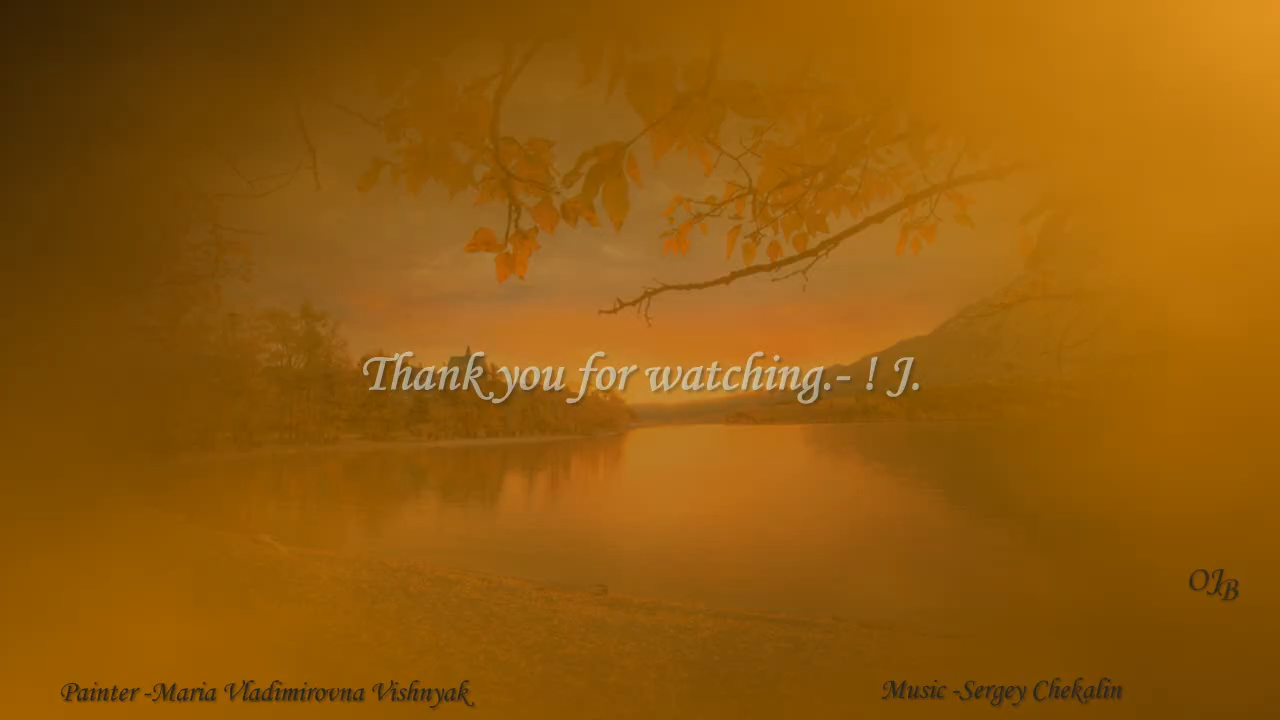 Thank you for watching.- ! J.
OJB
Painter -Maria Vladimirovna Vishnyak
Music -Sergey Chekalin